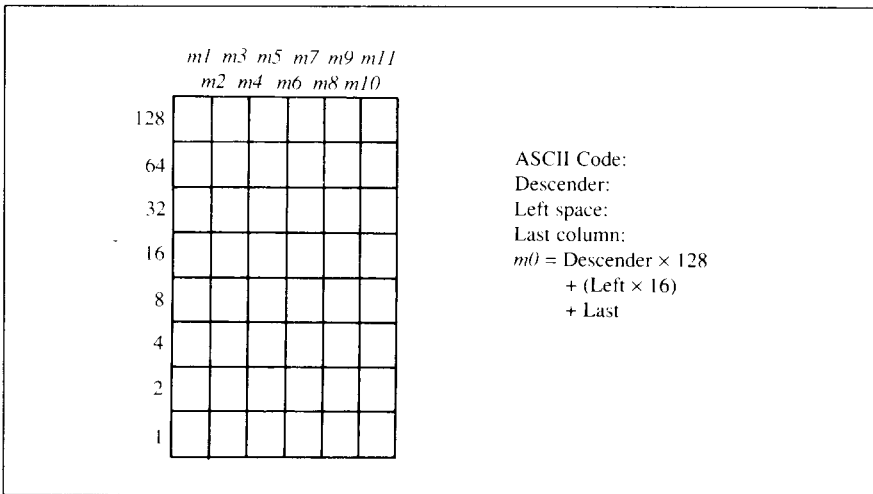 m1 m3 m5 m7 m9 m11
m2 m4 m6 m8 m10
128
64
32
16
8
4
2
1
ASCII Code:
Descender:
Left space:
Last column:
m0 = Descender × 128
+ (Left × 16)
+ Last